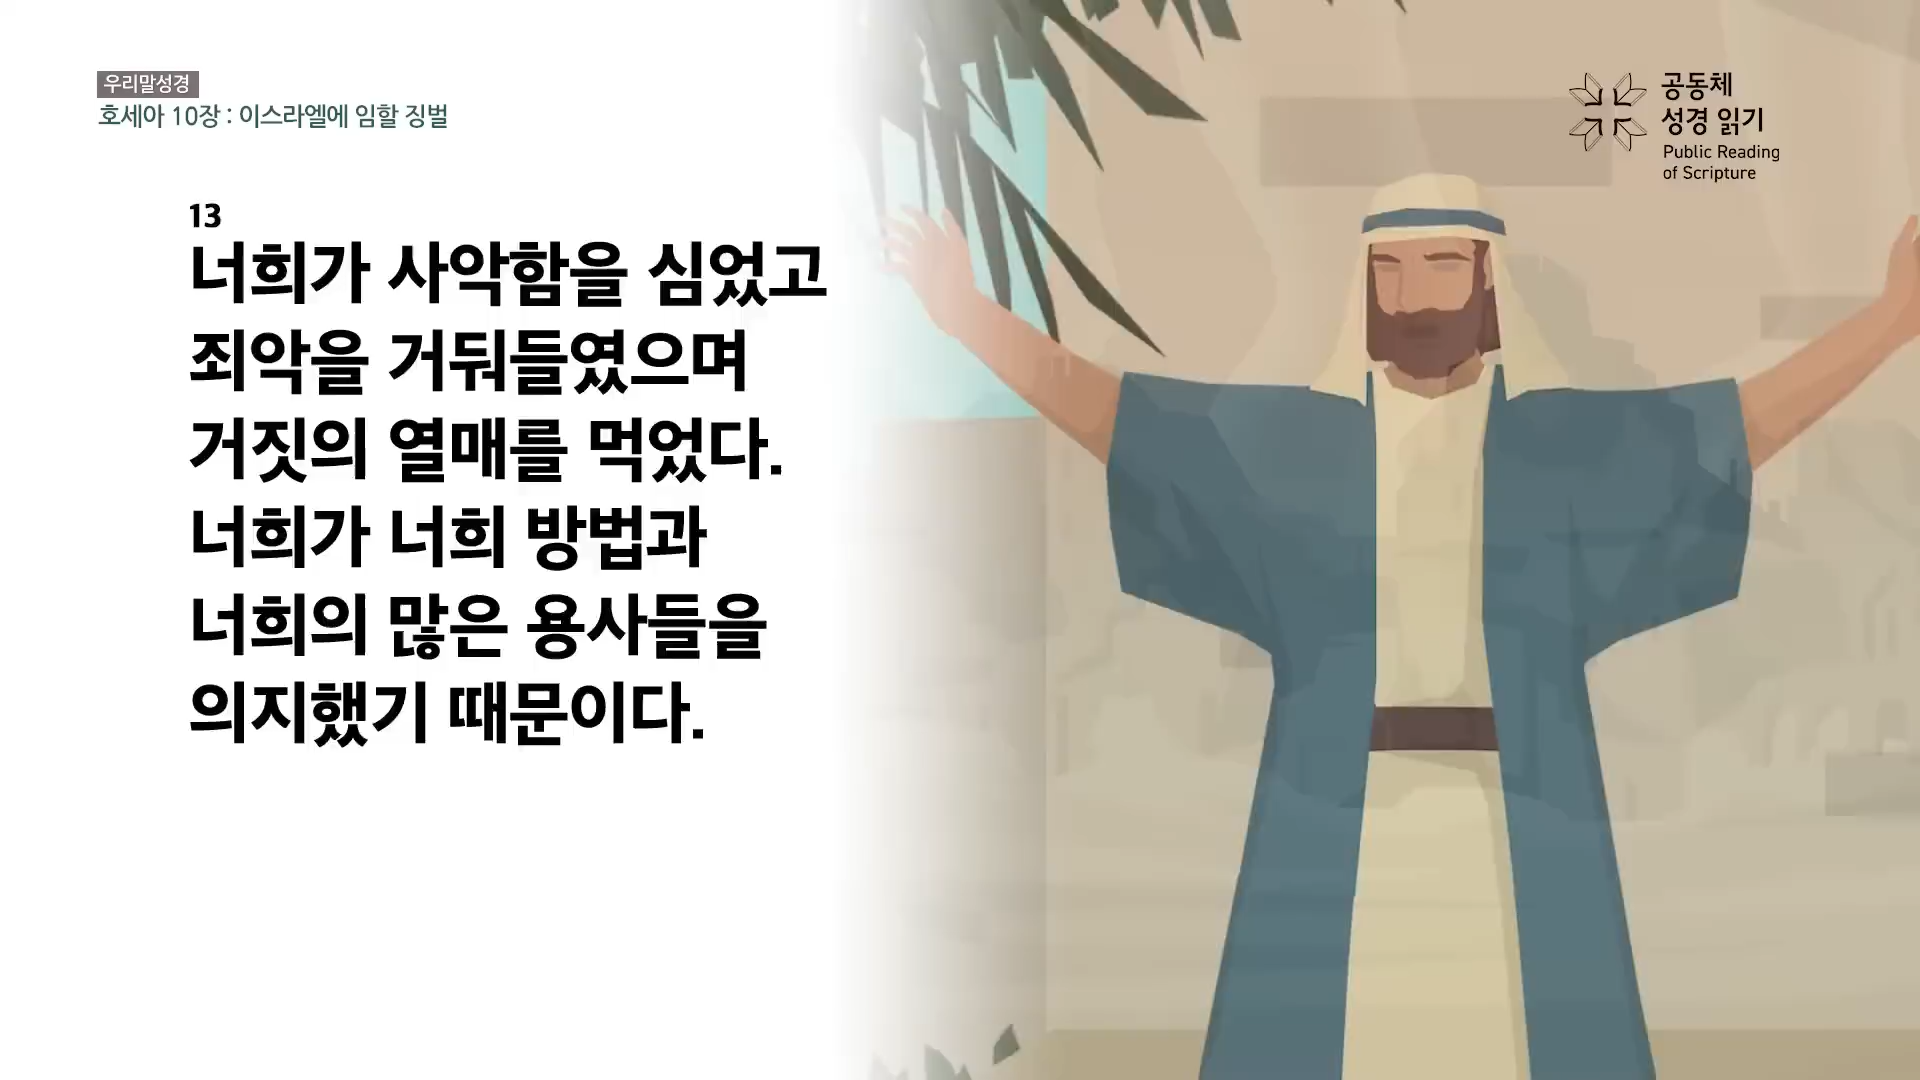 우리말성경
호세아 10장 : 이스라엘에 임할 징벌
공동체
성경 읽기
Public Reading
of Scripture
13
너희가 사악함을 심었고
죄악을 거둬들였으며
거짓의 열매를 먹었다.
너희가 너희 방법과
너희의 많은 용사들을
의지했기 때문이다.